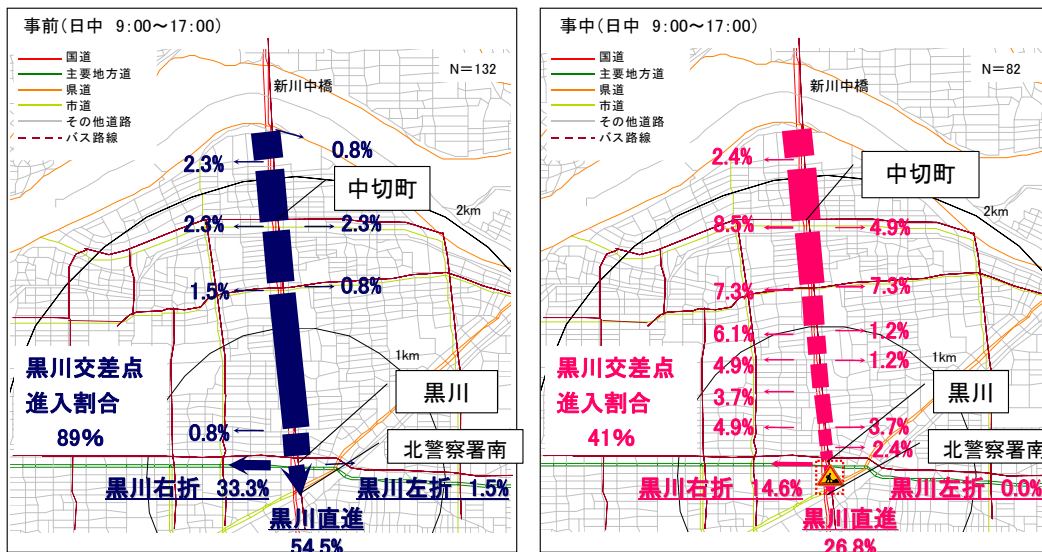 事前(日中 9:00～17:00)
国道
主要地方道
県道
市道
その他道路
バス路線
N=132
新川中橋
0.8%
2.3%
中切町
2km
2.3%
2.3%
1.5%
0.8%
1km
黒川交差点
進入割合
89%
黒川
0.8%
北警察署南
黒川右折 33.3%
黒川左折 1.5%
黒川直進
54.5%
事中(日中 9:00～17:00)
国道
主要地方道
県道
市道
その他道路
バス路線
N=82
新川中橋
2.4%
中切町
2km
8.5%
4.9%
7.3%
7.3%
6.1%
1.2%
1km
4.9%
1.2%
黒川交差点
進入割合
41%
3.7%
黒川
4.9%
3.7%
2.4%
北警察署南
黒川右折 14.6%
黒川左折 0.0%
黒川直進
26.8%